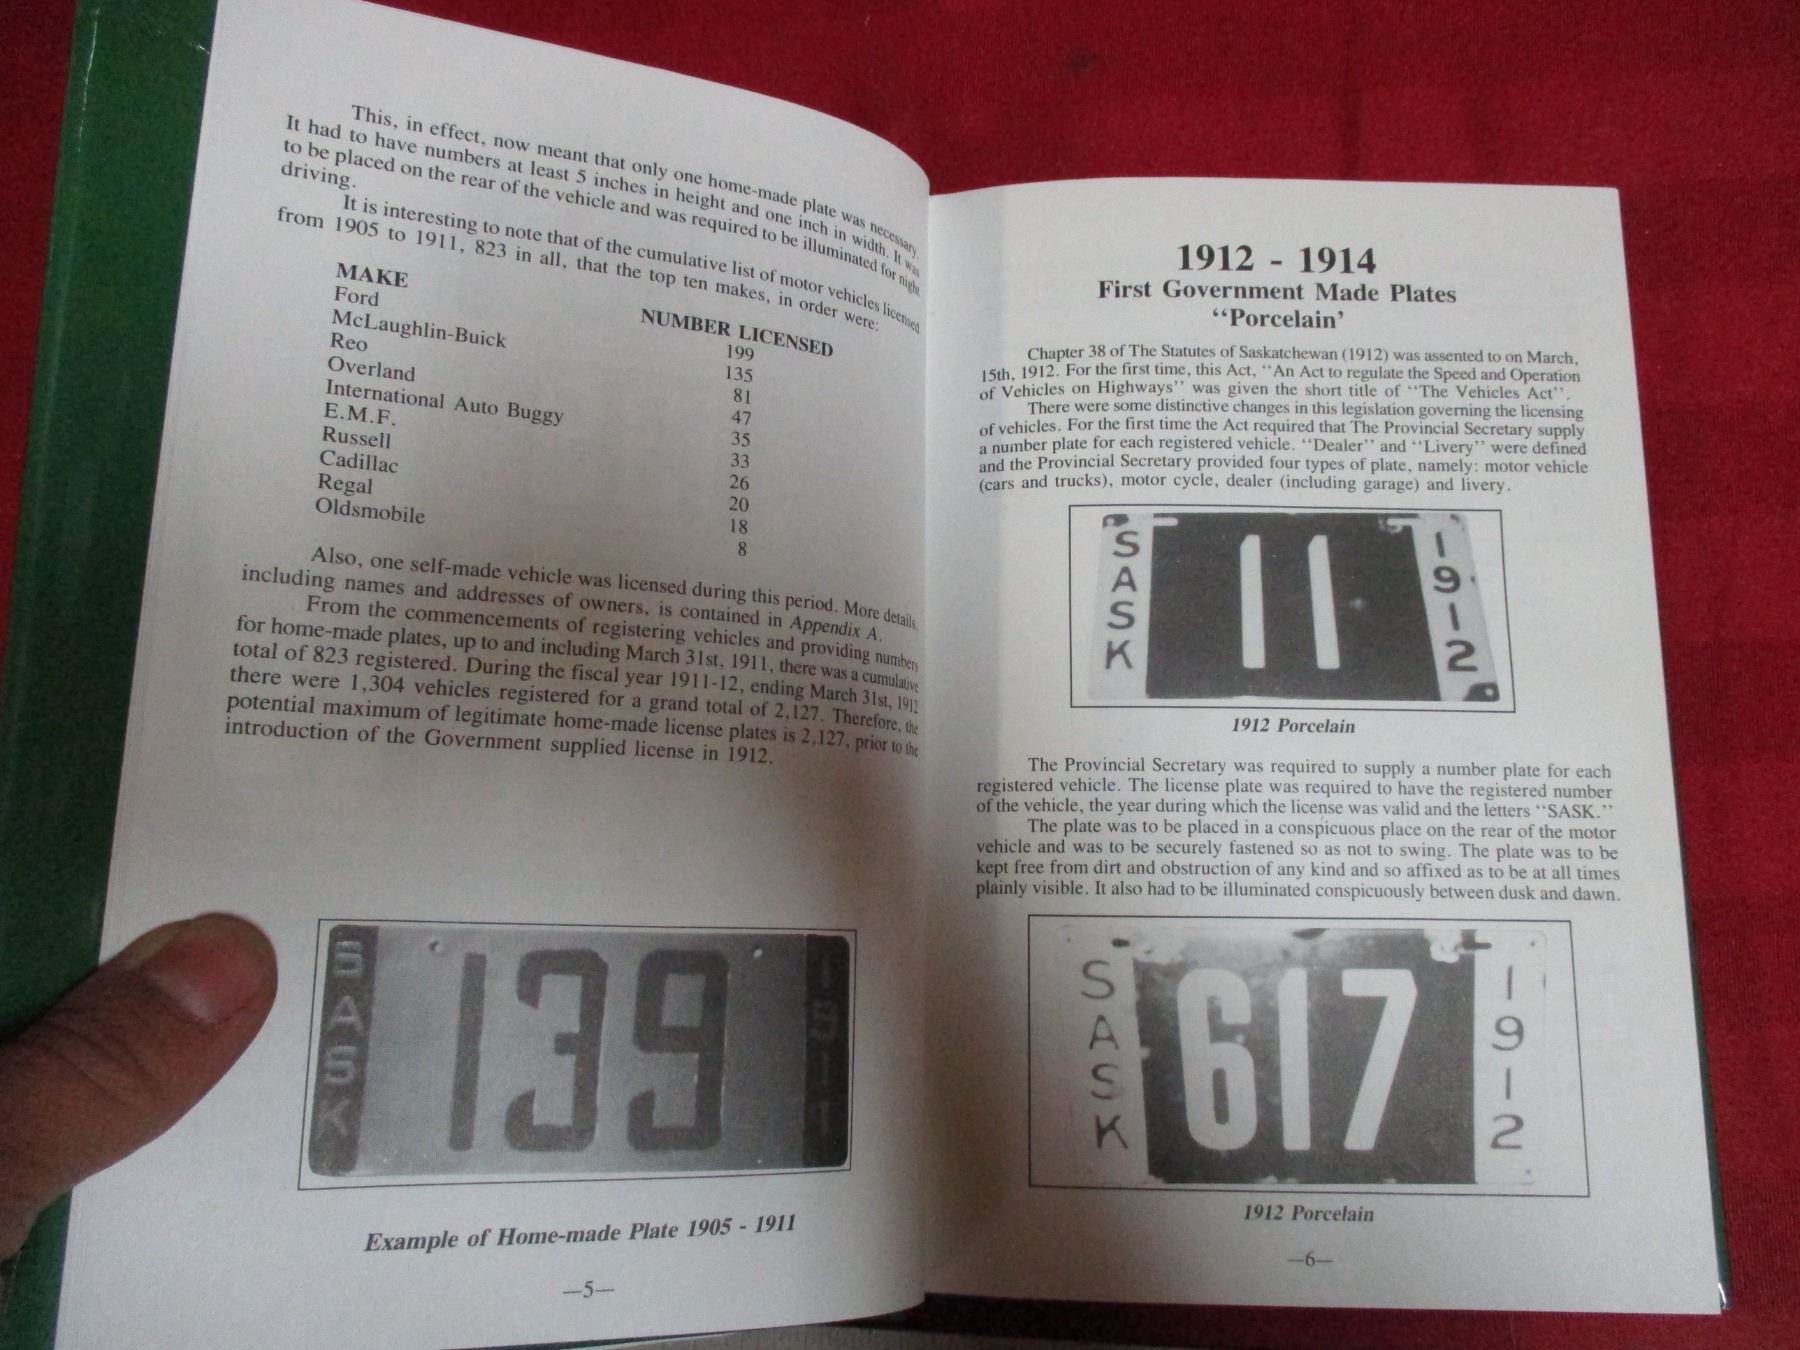 This, in effect, now meant that only one home-made plate was necessary.
It had to have numbers at least 5 inches in height and one inch in width. It was
to be placed on the rear of the vehicle and was required to be illuminated for night
driving.
It is interesting to note that of the cumulative list of motor vehicles licensed
from 1905 to 1911, 823 in all, that the top ten makes, in order were:
MAKE NUMBER LICENSED
Ford 199
McLaughlin-Buick 135
Reo 81
Overland 47
International Auto Buggy 35
E.M.F. 33
Russell 26
Cadillac 20
Regal 18
Oldsmobile 8
Also, one self-made vehicle was licensed during this period. More details,
including names and addresses of owners, is contained in Appendix A.
From the commencements of registering vehicles and providing numbers
for home-made plates, up to and including March 31st, 1911, there was a cumulative
total of 823 registered. During the fiscal year 1911-12, ending March 31st, 1912
there were 1,304 vehicles registered for a grand total of 2,127. Therefore, the
potential maximum of legitimate home-made license plates is 2,127, prior to the
introduction of the Government supplied license in 1912.
SASK 139 1911
Example of Home-made Plate 1905 - 1911
—5—
1912 - 1914
First Government Made Plates
“Porcelain’
Chapter 38 of The Statutes of Saskatchewan (1912) was assented to on March,
15th, 1912. For the first time, this Act, “An Act to regulate the Speed and Operation
of Vehicles on Highways” was given the short title of “The Vehicles Act”.
There were some distinctive changes in this legislation governing the licensing
of vehicles. For the first time the Act required that The Provincial Secretary supply
a number plate for each registered vehicle. “Dealer” and “Livery” were defined
and the Provincial Secretary provided four types of plate, namely: motor vehicle
(cars and trucks), motor cycle, dealer (including garage) and livery.
SASK 11 1912
1912 Porcelain
The Provincial Secretary was required to supply a number plate for each
registered vehicle. The license plate was required to have the registered number
of the vehicle, the year during which the license was valid and the letters “SASK.”
The plate was to be placed in a conspicuous place on the rear of the motor
vehicle and was to be securely fastened so as not to swing. The plate was to be
kept free from dirt and obstruction of any kind and so affixed as to be at all times
plainly visible. It also had to be illuminated conspicuously between dusk and dawn.
SASK 617 1912
1912 Porcelain
—6—